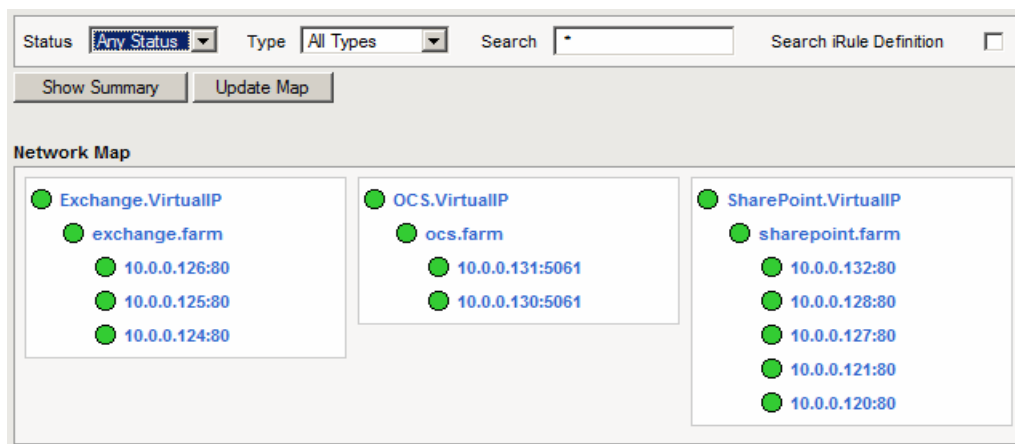 Status Any Status Type All Types Search * Search iRule Definition
Show Summary Update Map
Network Map
Exchange.VirtualIP
exchange.farm
10.0.0.126:80
10.0.0.125:80
10.0.0.124:80
OCS.VirtualIP
ocs.farm
10.0.0.131:5061
10.0.0.130:5061
SharePoint.VirtualIP
sharepoint.farm
10.0.0.132:80
10.0.0.128:80
10.0.0.127:80
10.0.0.121:80
10.0.0.120:80